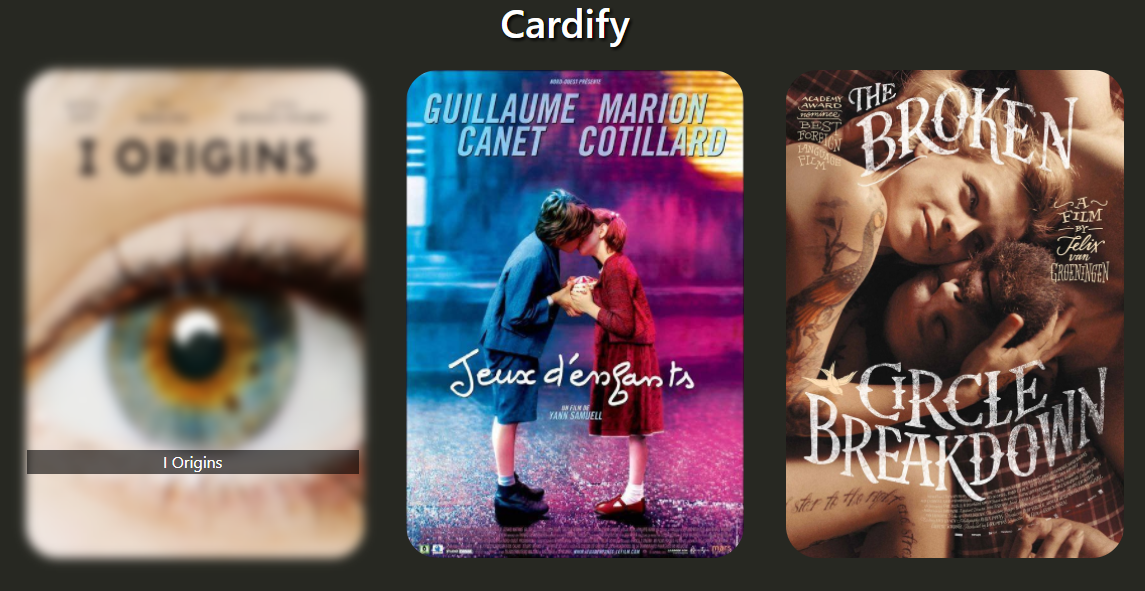 Cardify
I ORIGINS
I Origins
NORD-OUEST PRÉSENTE
GUILLAUME MARION
CANET COTILLARD
Jeux d'enfants
UN FILM DE
YANN SAMUELL
ACADEMY
AWARD
nominee
BEST
FOREIGN
LANGUAGE
FILM
THE
BROKEN
A
FILM
BY
Felix
van
GROENINGEN
CIRCLE
BREAKDOWN